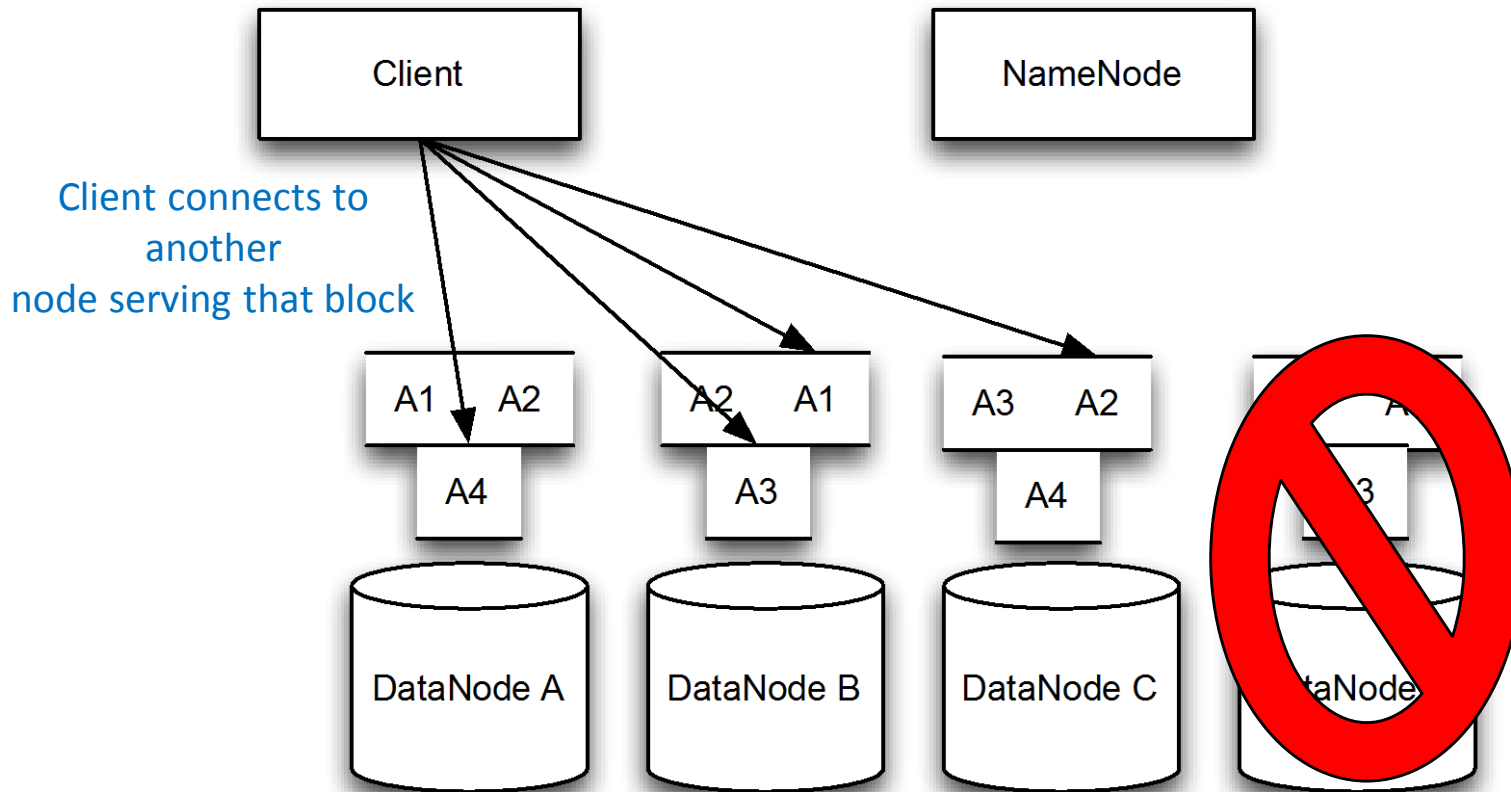 Client
NameNode
Client connects to
another
node serving that block
A1 A2
A2 A1
A3 A2
A4
A3
A4
DataNode A
DataNode B
DataNode C